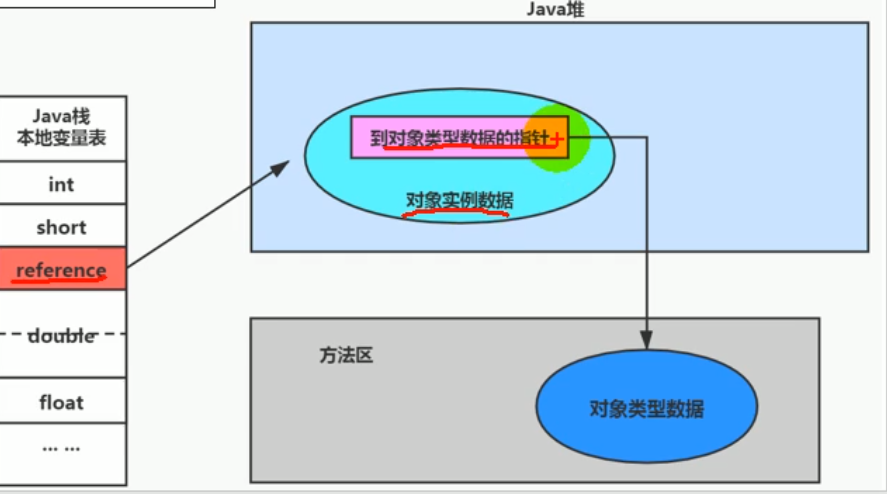 Java堆
Java栈
本地变量表
int
short
reference
double
float
... ...
到对象类型数据的指针
对象实例数据
方法区
对象类型数据